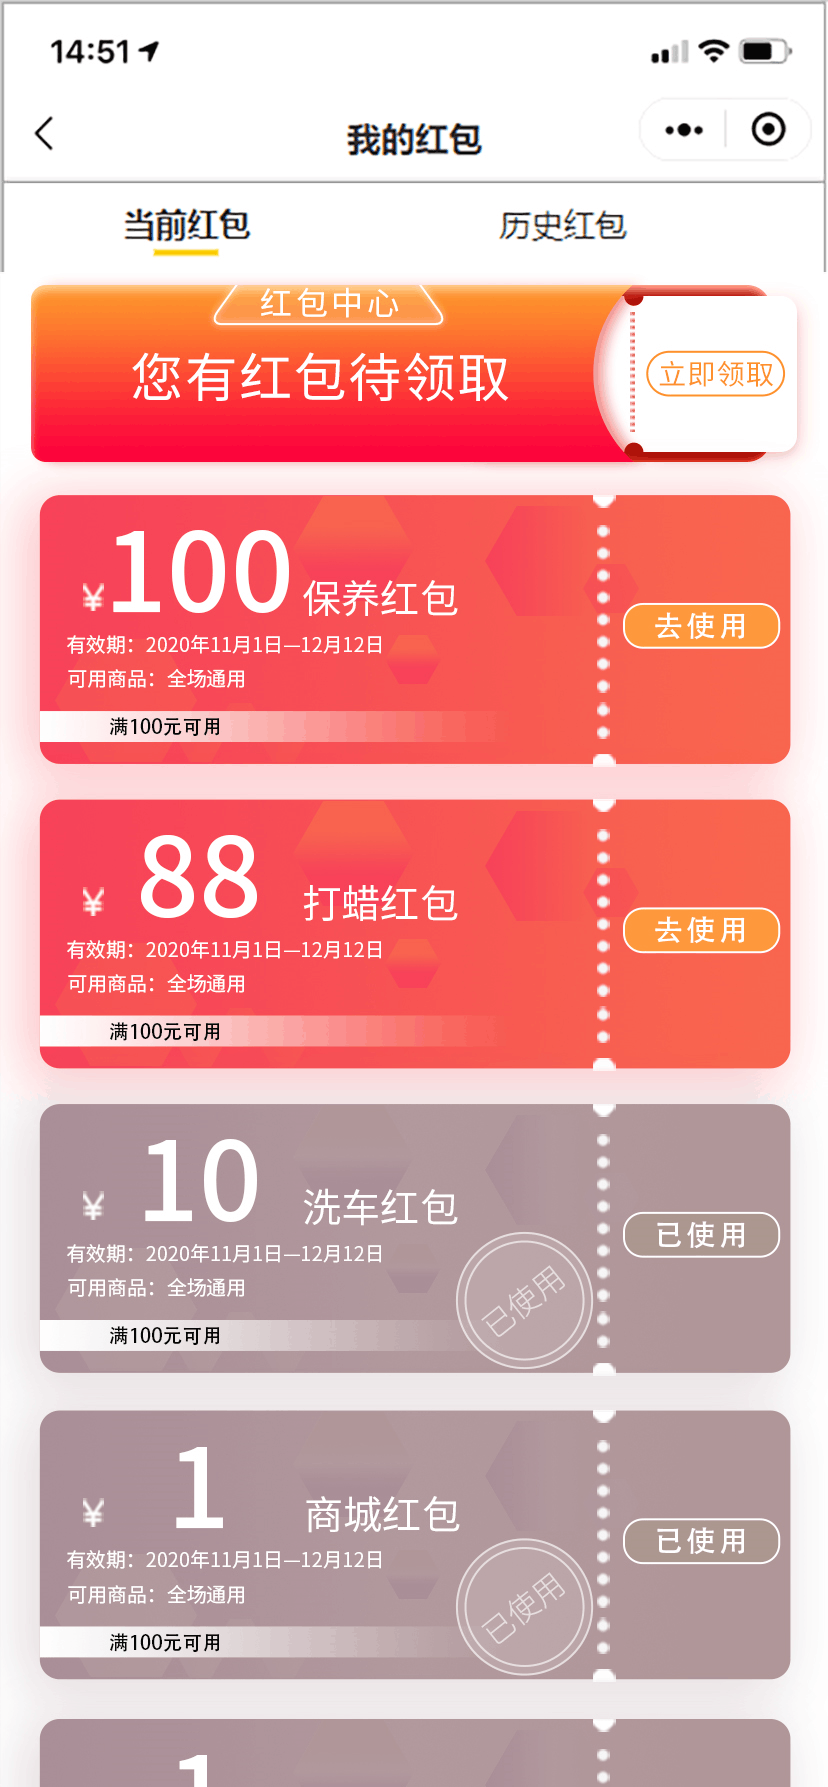 14:51
我的红包
当前红包 历史红包
红包中心
您有红包待领取
立即领取
¥100 保养红包
有效期：2020年11月1日—12月12日
可用商品：全场通用
满100元可用
去使用
¥ 88 打蜡红包
有效期：2020年11月1日—12月12日
可用商品：全场通用
满100元可用
去使用
¥ 10 洗车红包
有效期：2020年11月1日—12月12日
可用商品：全场通用
满100元可用
已使用
已使用
¥ 1 商城红包
有效期：2020年11月1日—12月12日
可用商品：全场通用
满100元可用
已使用
已使用